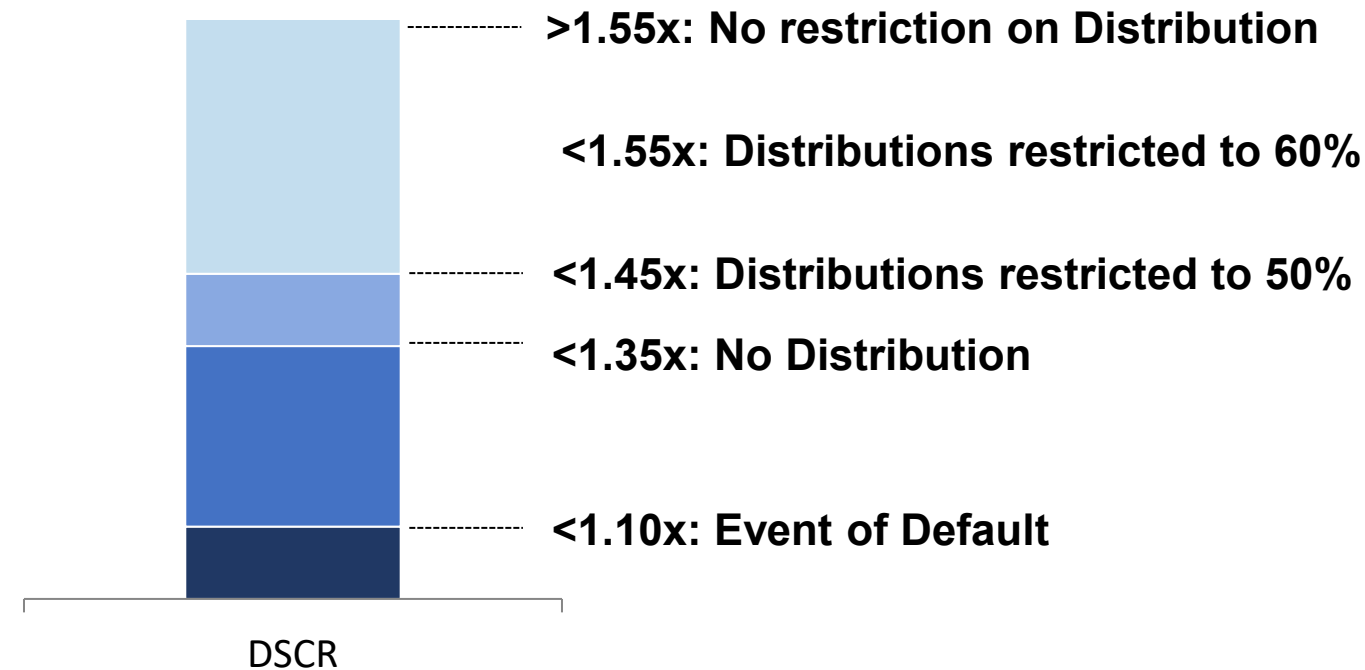 >1.55x: No restriction on Distribution
<1.55x: Distributions restricted to 60%
<1.45x: Distributions restricted to 50%
<1.35x: No Distribution
<1.10x: Event of Default
DSCR